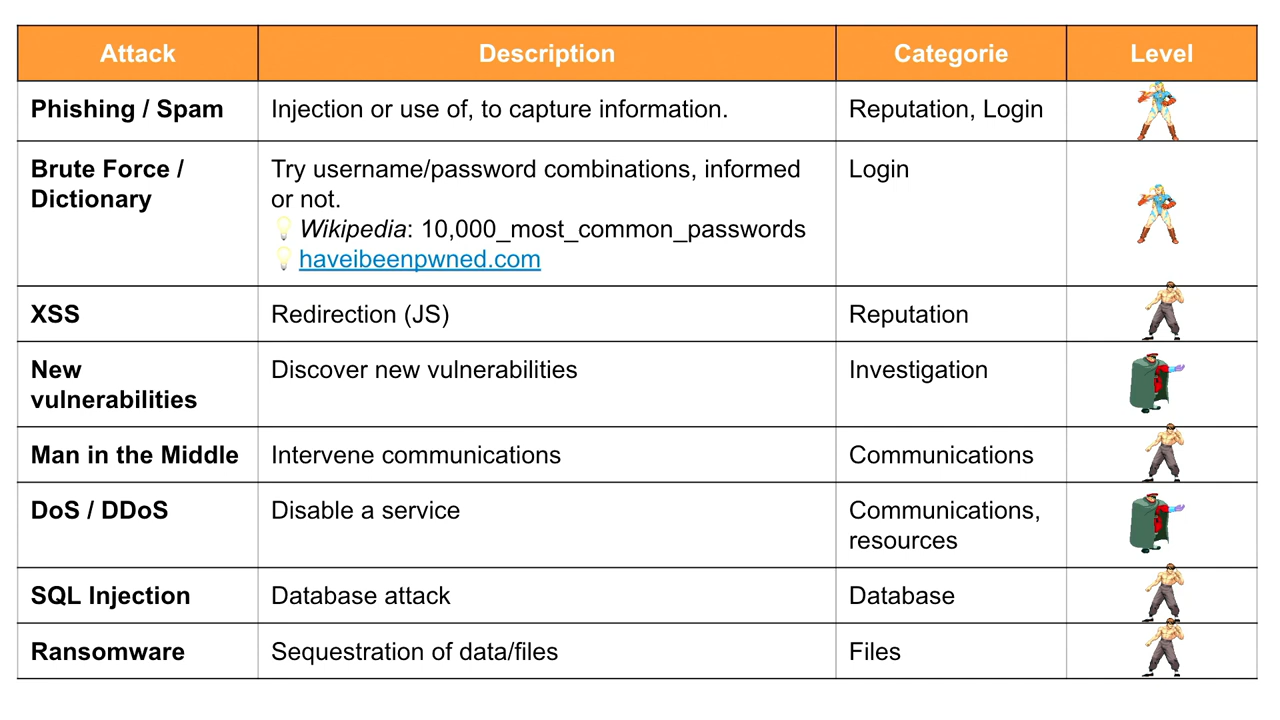 Attack Description Categorie Level
Phishing / Spam Injection or use of, to capture information. Reputation, Login
Brute Force / Dictionary Try username/password combinations, informed or not. Login
💡 Wikipedia: 10,000_most_common_passwords
💡 haveibeenpwned.com
XSS Redirection (JS) Reputation
New vulnerabilities Discover new vulnerabilities Investigation
Man in the Middle Intervene communications Communications
DoS / DDoS Disable a service Communications, resources
SQL Injection Database attack Database
Ransomware Sequestration of data/files Files